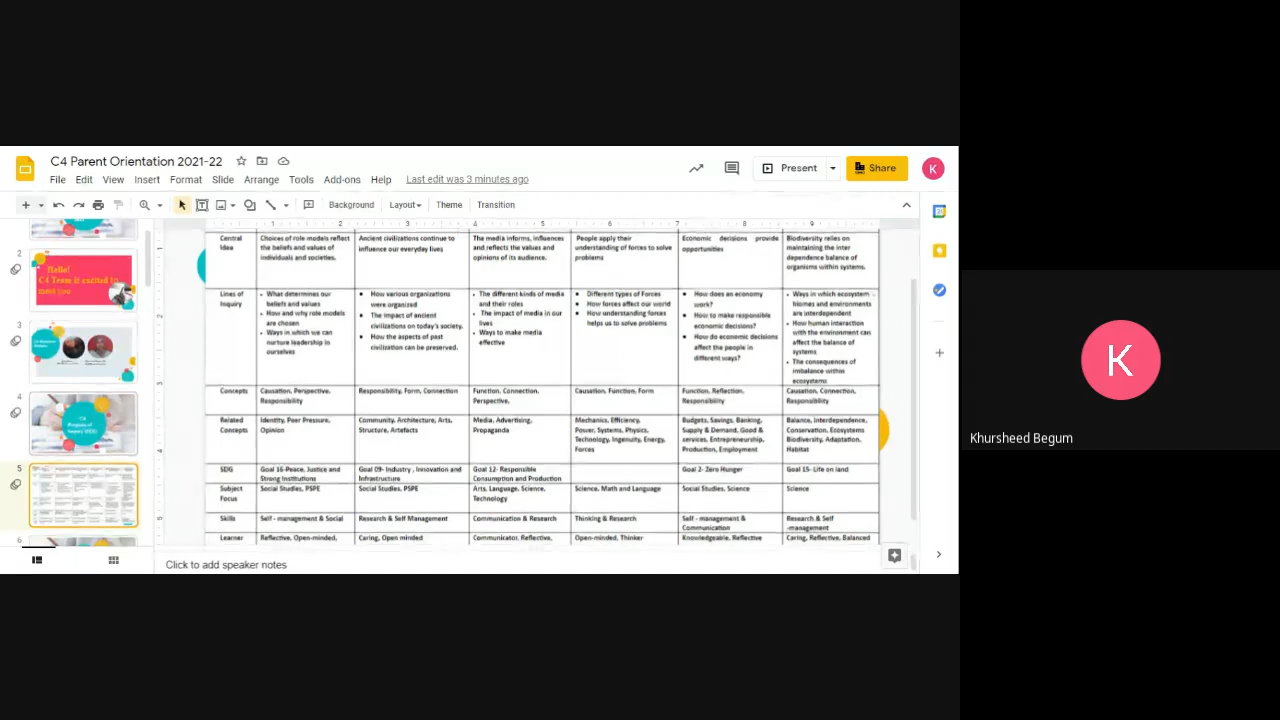 C4 Parent Orientation 2021-22
File Edit View Insert Format Slide Arrange Tools Add-ons Help Last edit was 3 minutes ago
Present
Share
K
Background Layout Theme Transition
1 2 3 4 5 6 7 8 9
2
Hello!
C4 Team is excited to
meet you
3
4
5
Central Idea
Choices of role models reflect
the beliefs and values of
individuals and societies.
Ancient civilizations continue to
influence our everyday lives
The media informs, influences
and reflects the values and
opinions of its audience.
People apply their
understanding of forces to solve
problems
Economic decisions provide
opportunities
Biodiversity relies on
maintaining the inter
dependence balance of
organisms within systems.
Lines of
Inquiry
• What determines our
beliefs and values
• How and why role models
are chosen
• Ways in which we can
nurture leadership in
ourselves
• How various organizations
were organized
• The impact of ancient
civilizations on today's society.
• How the aspects of past
civilization can be preserved.
• The different kinds of media
and their roles
• The impact of media in our
lives
• Ways to make media
effective
• Different types of Forces
• How forces affect our world
• How understanding forces
helps us to solve problems
• How does an economy
work?
• How to make responsible
economic decisions?
• How do economic decisions
affect the people in
different ways?
• Ways in which ecosystem
biomes and environments
are interdependent
• How human interaction
with the environment can
affect the balance of
systems
• The consequences of
imbalance within
ecosystems
Concepts
Causation, Perspective,
Responsibility
Responsibility, Form, Connection
Function, Connection,
Perspective.
Causation, Function, Form
Function, Reflection,
Responsibility
Causation, Connection,
Responsibility
Related
Concepts
Identity, Peer Pressure,
Opinion
Community, Architecture, Arts,
Structure, Artefacts
Media, Advertising,
Propaganda
Mechanics, Efficiency,
Power, Systems, Physics,
Technology, Ingenuity, Energy,
Forces
Budgets, Savings, Banking,
Supply & Demand, Good &
services, Entrepreneurship,
Production, Employment
Balance, Interdependence,
Conservation, Ecosystems
Biodiversity, Adaptation,
Habitat
SDG
Goal 16-Peace, Justice and
Strong Institutions
Goal 09- Industry , Innovation and
Infrastructure
Goal 12- Responsible
Consumption and Production
Goal 2- Zero Hunger
Goal 15- Life on land
Subject
Focus
Social Studies, PSPE
Social Studies, PSPE
Arts, Language, Science,
Technology
Science, Math and Language
Social Studies, Science
Science
Skills
Self - management & Social
Research & Self Management
Communication & Research
Thinking & Research
Self - management &
Communication
Research & Self
-management
Learner
Reflective, Open-minded,
Caring, Open minded
Communicator, Reflective,
Open-minded, Thinker
Knowledgeable, Reflective
Caring, Reflective, Balanced
Click to add speaker notes
K
Khursheed Begum